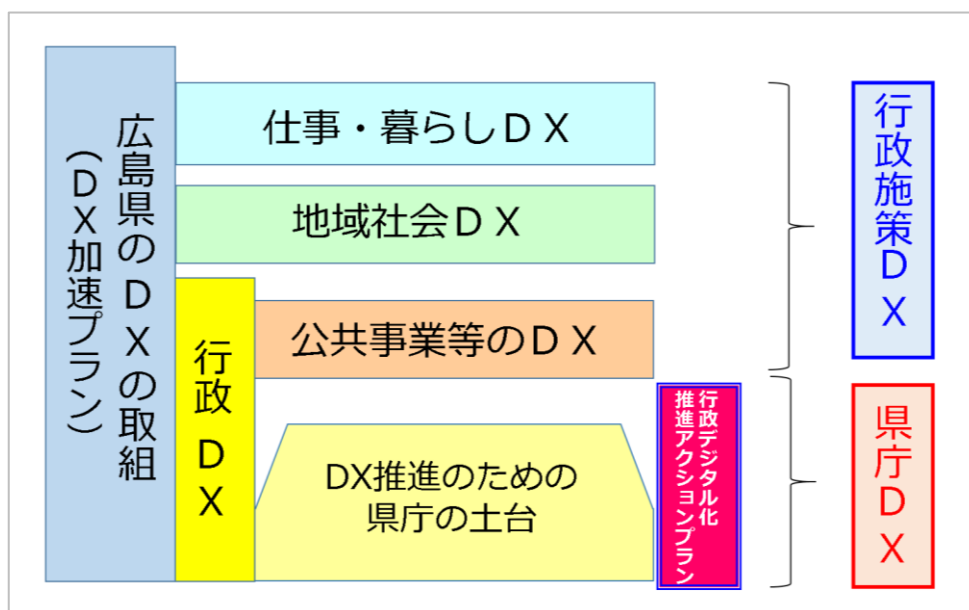 広島県のＤＸの取組
（ＤＸ加速プラン）
仕事・暮らしＤＸ
地域社会ＤＸ
行政ＤＸ
公共事業等のＤＸ
DX推進のための
県庁の土台
行政デジタル化
推進アクションプラン
行政施策ＤＸ
県庁ＤＸ